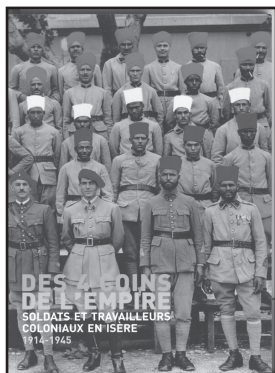 DES 4 COINS
DE L'EMPIRE
SOLDATS ET TRAVAILLEURS
COLONIAUX EN ISÈRE
1914-1945